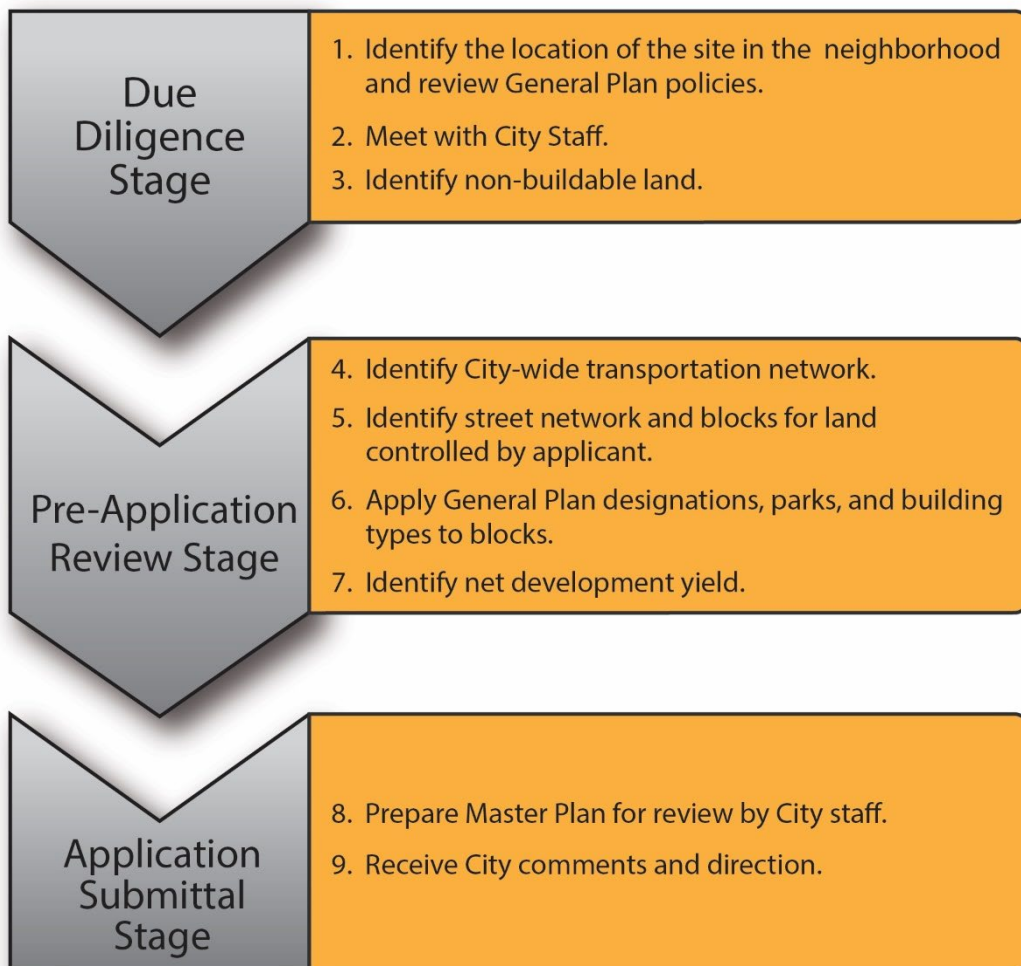 Due
Diligence
Stage
1. Identify the location of the site in the neighborhood
and review General Plan policies.
2. Meet with City Staff.
3. Identify non-buildable land.
Pre-Application
Review Stage
4. Identify City-wide transportation network.
5. Identify street network and blocks for land
controlled by applicant.
6. Apply General Plan designations, parks, and building
types to blocks.
7. Identify net development yield.
Application
Submittal
Stage
8. Prepare Master Plan for review by City staff.
9. Receive City comments and direction.